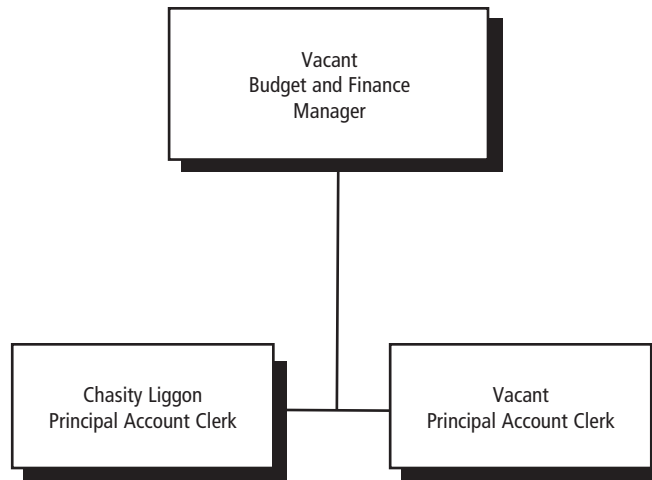 Vacant
Budget and Finance
Manager
Chasity Liggon
Principal Account Clerk
Vacant
Principal Account Clerk